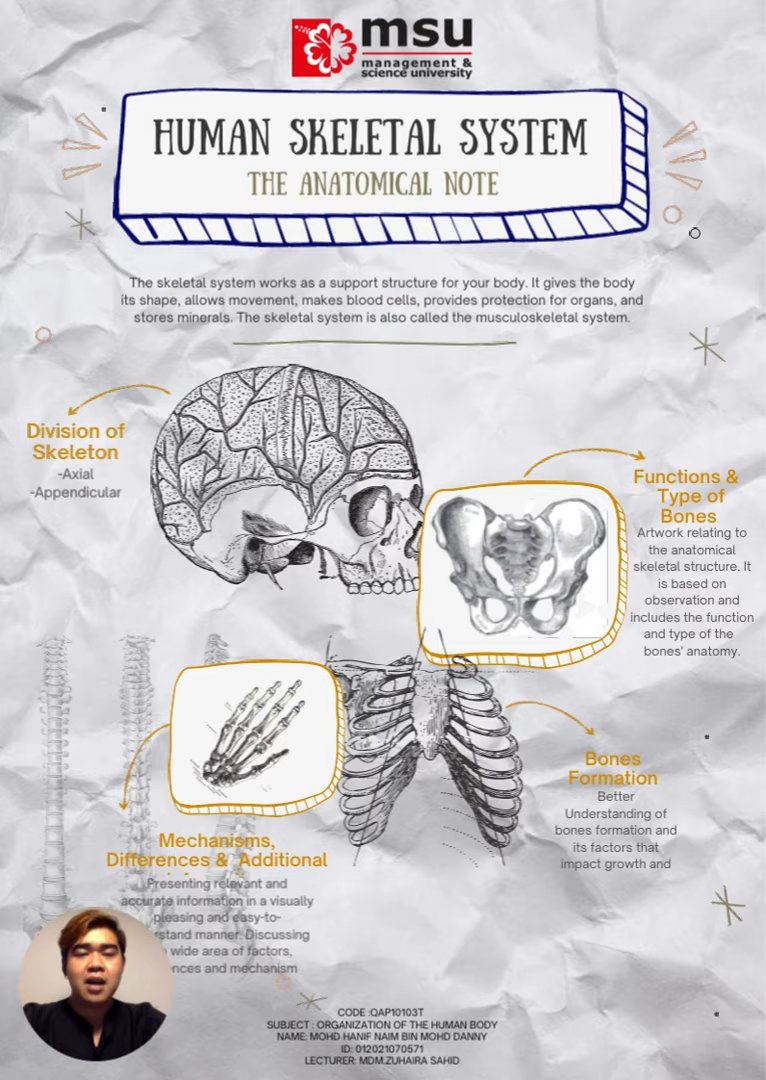 msu
management &
science university
HUMAN SKELETAL SYSTEM
THE ANATOMICAL NOTE
The skeletal system works as a support structure for your body. It gives the body
its shape, allows movement, makes blood cells, provides protection for organs, and
stores minerals. The skeletal system is also called the musculoskeletal system.
Division of
Skeleton
-Axial
-Appendicular
Functions &
Type of
Bones
Artwork relating to
the anatomical
skeletal structure. It
is based on
observation and
includes the function
and type of the
bones' anatomy.
Bones
Formation
Better
Understanding of
bones formation and
its factors that
impact growth and
Mechanisms,
Differences & Additional
Presenting relevant and
accurate information in a visually
pleasing and easy-to-
stand manner. Discussing
wide area of factors,
ences and mechanism
CODE :QAP10103T
SUBJECT : ORGANIZATION OF THE HUMAN BODY
NAME: MOHD HANIF NAIM BIN MOHD DANNY
ID: 012021070571
LECTURER: MDM.ZUHAIRA SAHID